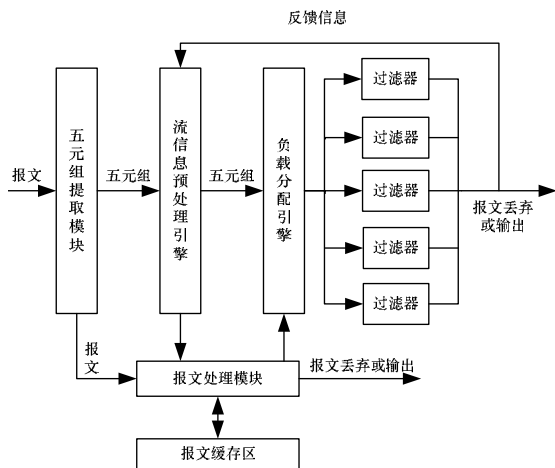 反馈信息
过滤器
过滤器
过滤器
过滤器
过滤器
报文
五元组提取模块
五元组
流信息预处理引擎
五元组
负载分配引擎
报文丢弃
或输出
报文
报文处理模块
报文丢弃或输出
报文缓存区